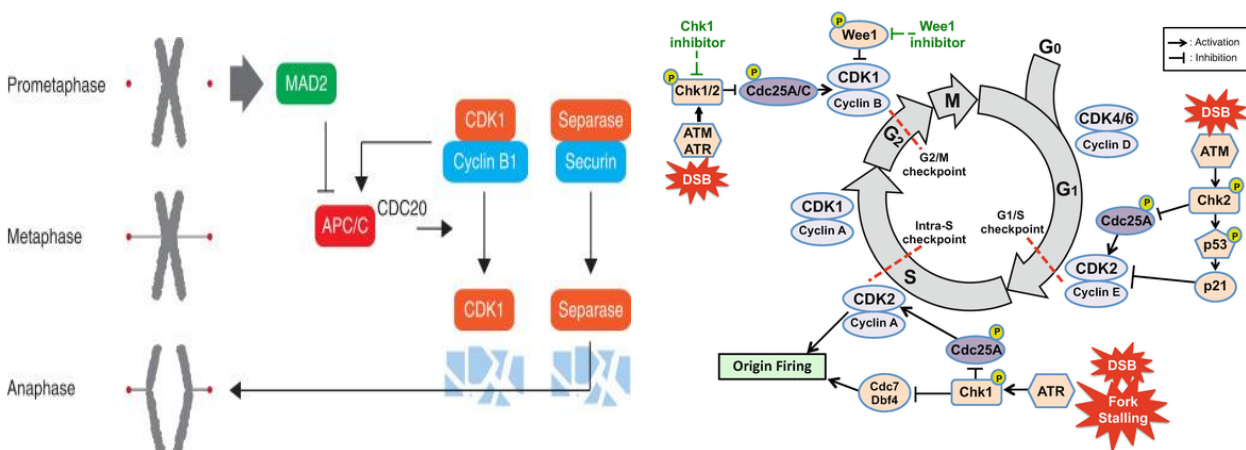 Prometaphase
MAD2
CDK1
Cyclin B1
Separase
Securin
Metaphase
APC/C
CDC20
CDK1
Separase
Anaphase
Chk1
inhibitor
P
Wee1
Wee1
inhibitor
P
Chk1/2
P
Cdc25A/C
CDK1
Cyclin B
ATM
ATR
DSB
G2
M
G0
G2/M
checkpoint
: Activation
: Inhibition
CDK4/6
Cyclin D
DSB
ATM
G1
P
Chk2
P
Cdc25A
P
p53
p21
CDK2
Cyclin E
G1/S
checkpoint
Intra-S
checkpoint
CDK1
Cyclin A
S
CDK2
Cyclin A
P
Cdc25A
Origin Firing
Cdc7
Dbf4
P
Chk1
ATR
DSB
Fork
Stalling